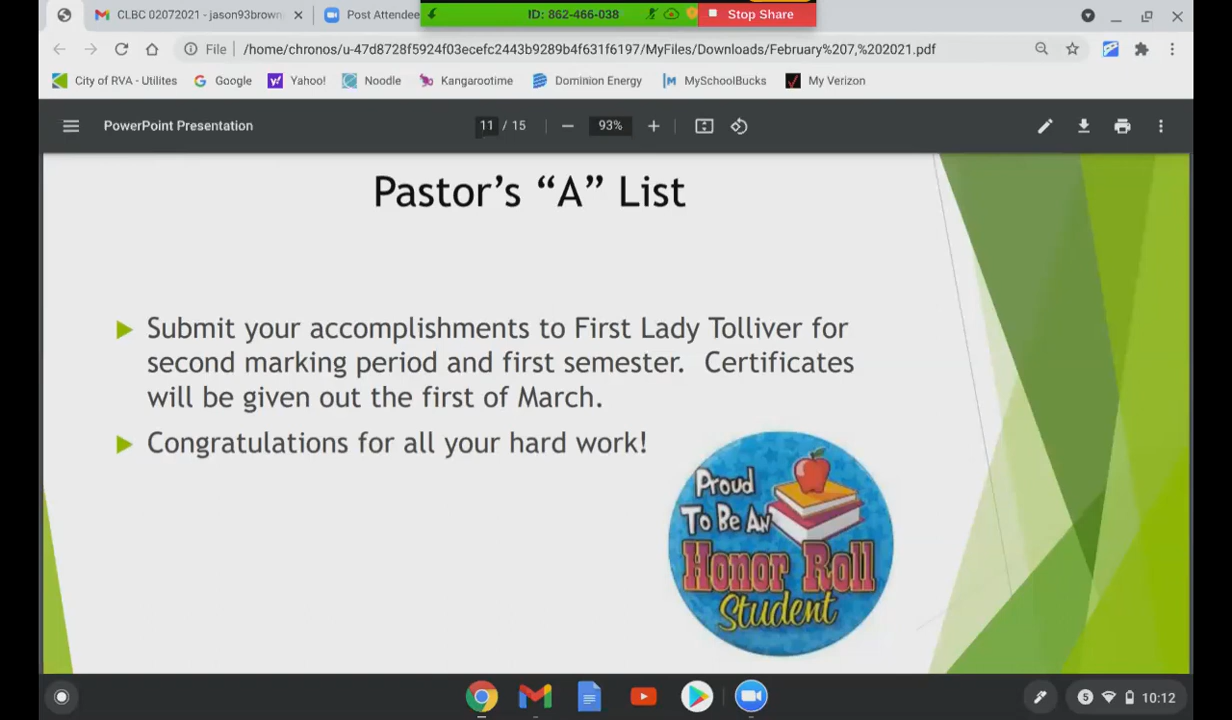 CLBC 02072021 - jason93brown
Post Attendee
ID: 862-466-038
Stop Share
File
/home/chronos/u-47d8728f5924f03ecefc2443b9289b4f631f6197/MyFiles/Downloads/February%207,%202021.pdf
City of RVA - Utilites
Google
Yahoo!
Noodle
Kangarootime
Dominion Energy
MySchoolBucks
My Verizon
PowerPoint Presentation
11 / 15
93%
Pastor's “A” List
Submit your accomplishments to First Lady Tolliver for
second marking period and first semester. Certificates
will be given out the first of March.
Congratulations for all your hard work!
Proud
To Be An
Honor Roll
Student
5
10:12